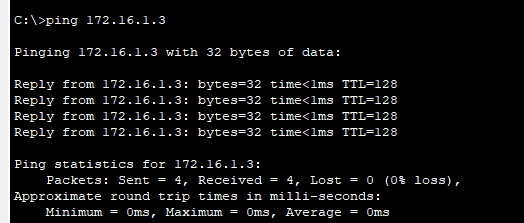 C:\>ping 172.16.1.3
Pinging 172.16.1.3 with 32 bytes of data:
Reply from 172.16.1.3: bytes=32 time<1ms TTL=128
Reply from 172.16.1.3: bytes=32 time<1ms TTL=128
Reply from 172.16.1.3: bytes=32 time<1ms TTL=128
Reply from 172.16.1.3: bytes=32 time<1ms TTL=128
Ping statistics for 172.16.1.3:
    Packets: Sent = 4, Received = 4, Lost = 0 (0% loss),
Approximate round trip times in milli-seconds:
    Minimum = 0ms, Maximum = 0ms, Average = 0ms